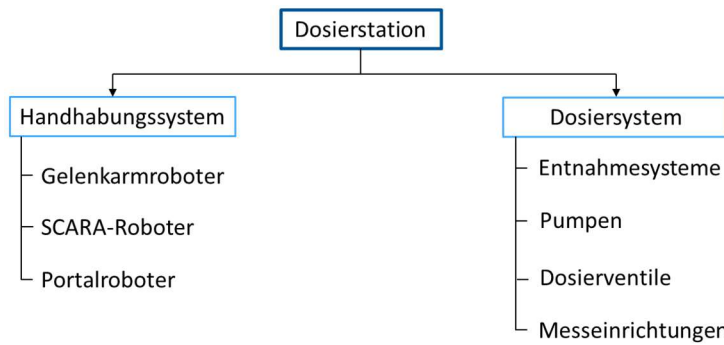 Dosierstation
Handhabungssystem
Gelenkarmroboter
SCARA-Roboter
Portalroboter
Dosiersystem
Entnahmesysteme
Pumpen
Dosierventile
Messeinrichtungen